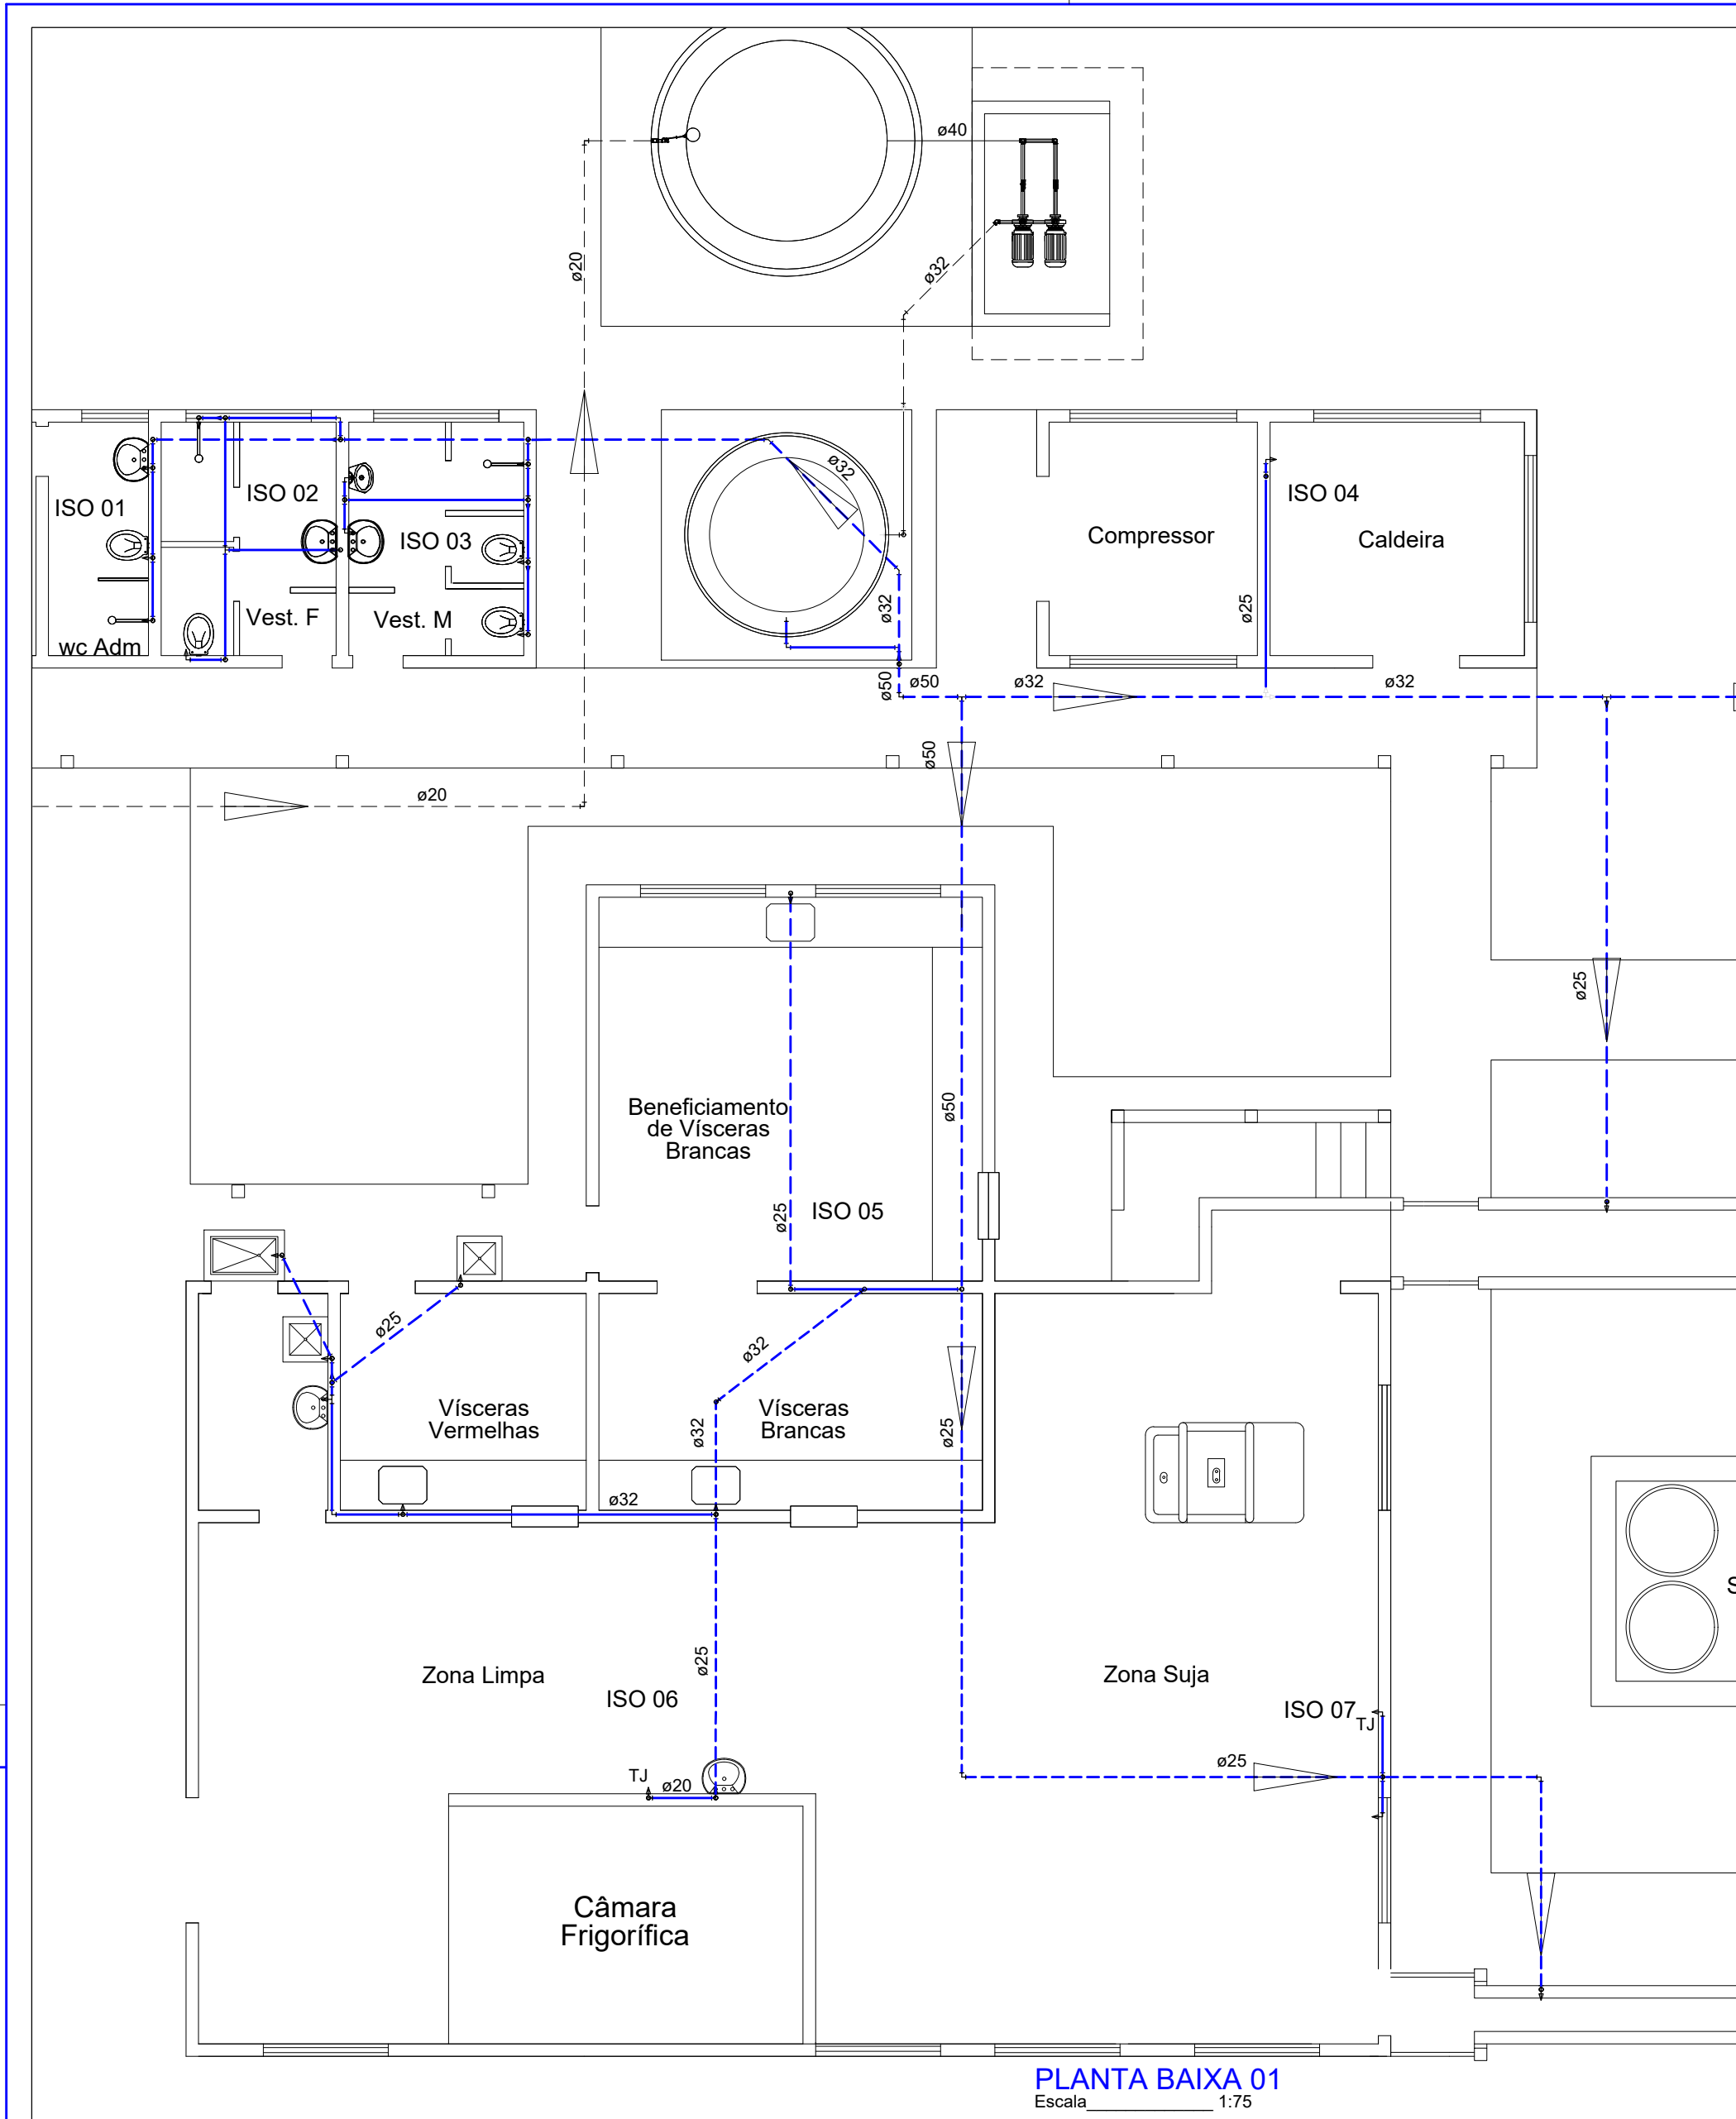 ø40
ø20
ø32
ø32
ISO 01
ISO 02
ISO 03
ISO 04
Compressor
Caldeira
wc Adm
Vest. F
Vest. M
ø32
ø25
ø50
ø50
ø32
ø32
ø50
ø20
ø25
Beneficiamento
de Vísceras
Brancas
ø50
ø25
ISO 05
ø25
ø32
Vísceras
Vermelhas
ø32
Vísceras
Brancas
ø25
ø32
Zona Limpa
ø25
ISO 06
Zona Suja
ISO 07
TJ
TJ
ø20
ø25
S
Câmara
Frigorífica
PLANTA BAIXA 01
Escala______________ 1:75